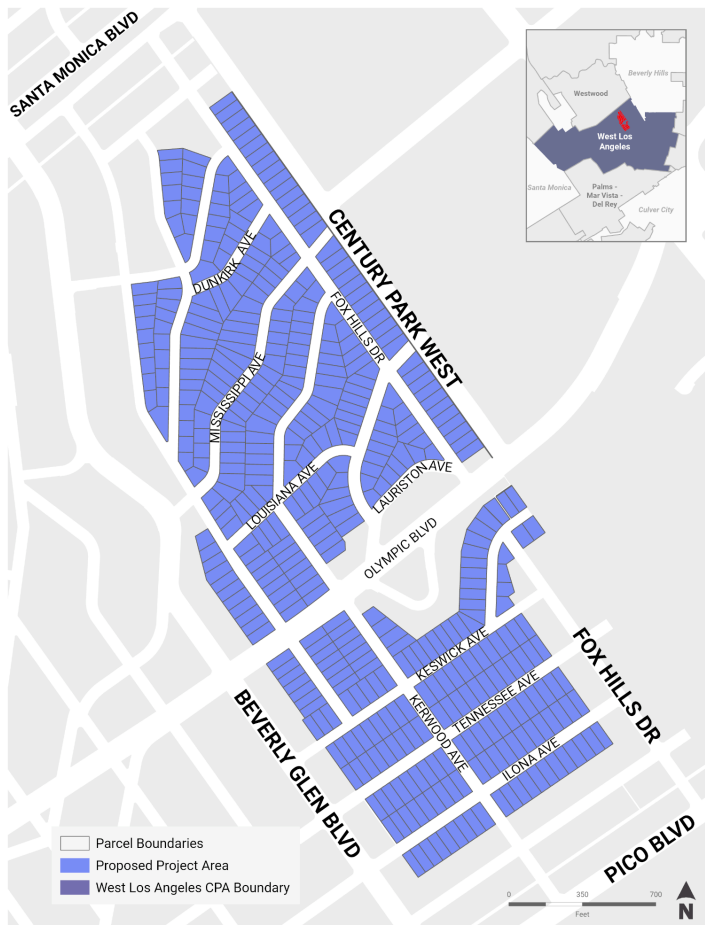 SANTA MONICA BLVD
Beverly Hills
Westwood
West Los
Angeles
Santa Monica
Palms -
Mar Vista -
Del Rey
Culver City
CENTURY PARK WEST
DUNKIRK AVE
FOX HILLS DR
MISSISSIPPI AVE
LOUISIANA AVE
LAURISTON AVE
OLYMPIC BLVD
KESWICK AVE
FOX HILLS DR
TENNESSEE AVE
KERWOOD AVE
ILONA AVE
BEVERLY GLEN BLVD
PICO BLVD
Parcel Boundaries
Proposed Project Area
West Los Angeles CPA Boundary
0 350 700
Feet
N